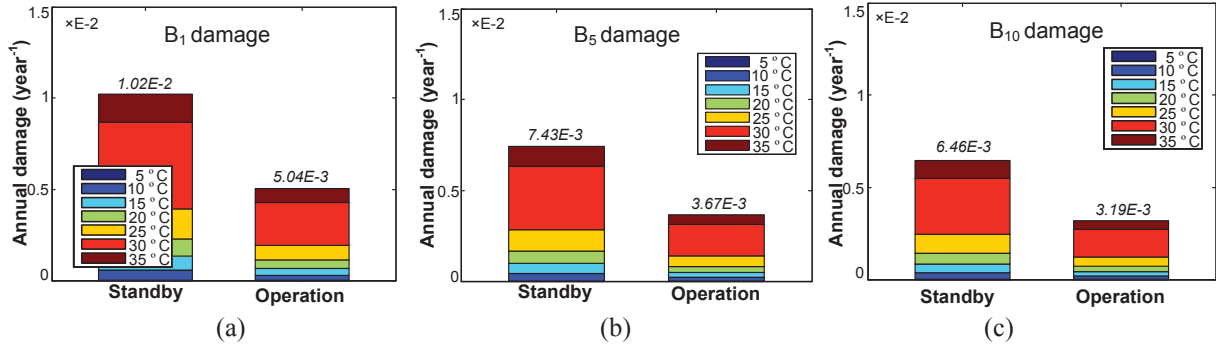 1.5
×E-2
B1 damage
1.02E-2
1
5.04E-3
0.5
0
Annual damage (year-1)
5 °C
10 °C
15 °C
20 °C
25 °C
30 °C
35 °C
Standby Operation
(a)
1.5
×E-2
B5 damage
5 °C
10 °C
15 °C
20 °C
25 °C
30 °C
35 °C
1
7.43E-3
0.5
3.67E-3
0
Annual damage (year-1)
Standby Operation
(b)
1.5
×E-2
B10 damage
5 °C
10 °C
15 °C
20 °C
25 °C
30 °C
35 °C
1
6.46E-3
0.5
3.19E-3
0
Annual damage (year-1)
Standby Operation
(c)